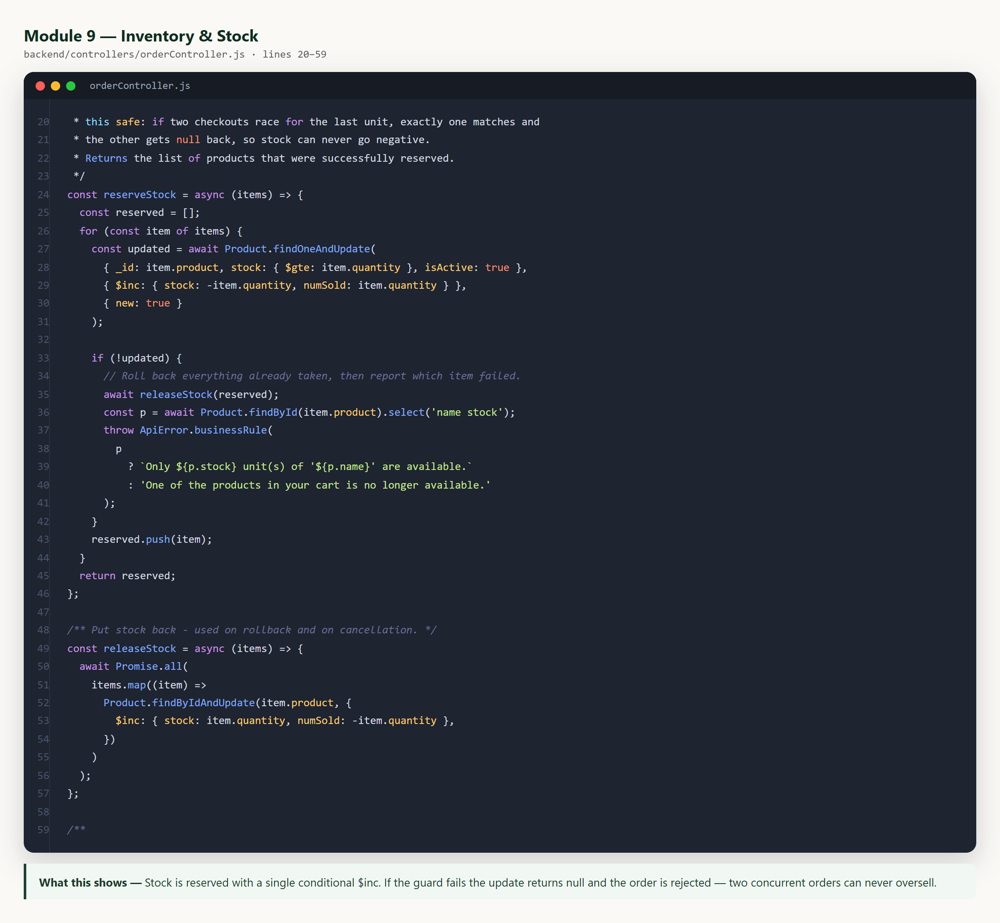 Module 9 — Inventory & Stock
backend/controllers/orderController.js · lines 20–59
orderController.js
20    * this safe: if two checkouts race for the last unit, exactly one matches and
21    * the other gets null back, so stock can never go negative.
22    * Returns the list of products that were successfully reserved.
23    */
24   const reserveStock = async (items) => {
25     const reserved = [];
26     for (const item of items) {
27       const updated = await Product.findOneAndUpdate(
28         { _id: item.product, stock: { $gte: item.quantity }, isActive: true },
29         { $inc: { stock: -item.quantity, numSold: item.quantity } },
30         { new: true }
31       );
32
33       if (!updated) {
34         // Roll back everything already taken, then report which item failed.
35         await releaseStock(reserved);
36         const p = await Product.findById(item.product).select('name stock');
37         throw ApiError.businessRule(
38           p
39             ? `Only ${p.stock} unit(s) of '${p.name}' are available.`
40             : 'One of the products in your cart is no longer available.'
41         );
42       }
43       reserved.push(item);
44     }
45     return reserved;
46   };
47
48   /** Put stock back - used on rollback and on cancellation. */
49   const releaseStock = async (items) => {
50     await Promise.all(
51       items.map((item) =>
52         Product.findByIdAndUpdate(item.product, {
53           $inc: { stock: item.quantity, numSold: -item.quantity },
54         })
55       )
56     );
57   };
58
59   /**
What this shows — Stock is reserved with a single conditional $inc. If the guard fails the update returns null and the order is rejected — two concurrent orders can never oversell.